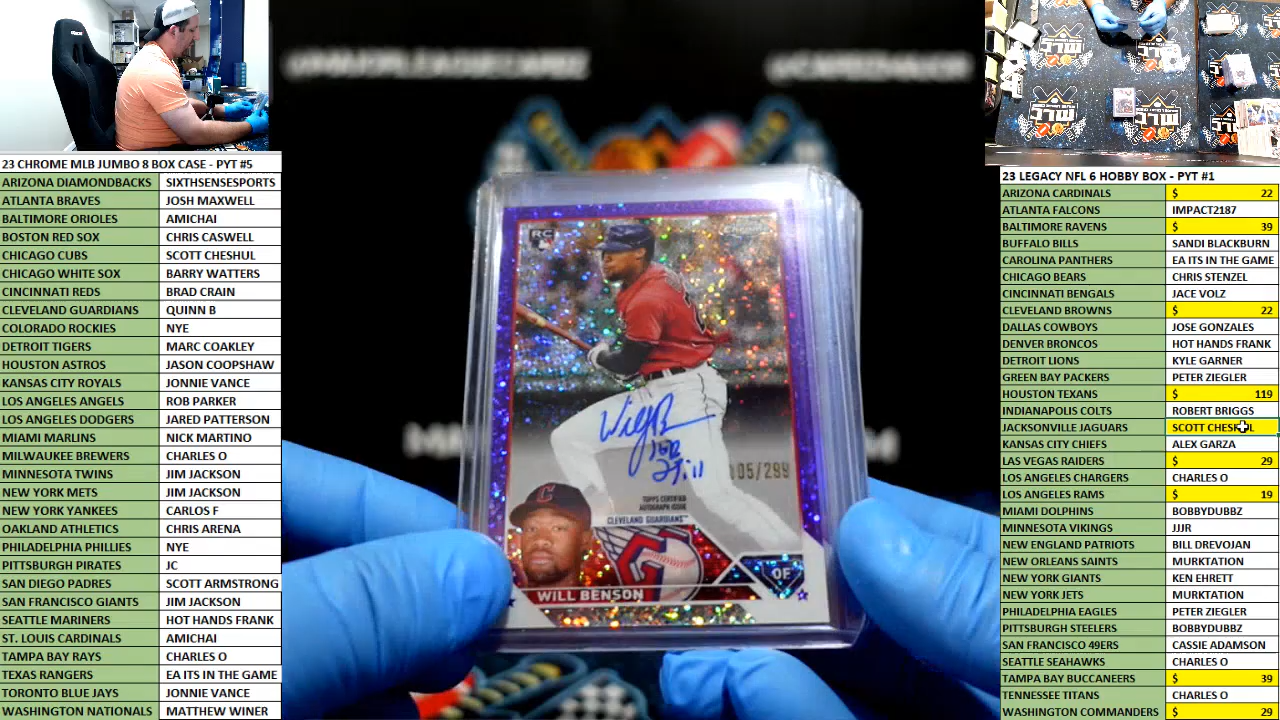 23 CHROME MLB JUMBO 8 BOX CASE - PYT #5
ARIZONA DIAMONDBACKS SIXTHSENSESPORTS
ATLANTA BRAVES JOSH MAXWELL
BALTIMORE ORIOLES AMICHAI
BOSTON RED SOX CHRIS CASWELL
CHICAGO CUBS SCOTT CHESHUL
CHICAGO WHITE SOX BARRY WATTERS
CINCINNATI REDS BRAD CRAIN
CLEVELAND GUARDIANS QUINN B
COLORADO ROCKIES NYE
DETROIT TIGERS MARC COAKLEY
HOUSTON ASTROS JASON COOPSHAW
KANSAS CITY ROYALS JONNIE VANCE
LOS ANGELES ANGELS ROB PARKER
LOS ANGELES DODGERS JARED PATTERSON
MIAMI MARLINS NICK MARTINO
MILWAUKEE BREWERS CHARLES O
MINNESOTA TWINS JIM JACKSON
NEW YORK METS JIM JACKSON
NEW YORK YANKEES CARLOS F
OAKLAND ATHLETICS CHRIS ARENA
PHILADELPHIA PHILLIES NYE
PITTSBURGH PIRATES JC
SAN DIEGO PADRES SCOTT ARMSTRONG
SAN FRANCISCO GIANTS JIM JACKSON
SEATTLE MARINERS HOT HANDS FRANK
ST. LOUIS CARDINALS AMICHAI
TAMPA BAY RAYS CHARLES O
TEXAS RANGERS EA ITS IN THE GAME
TORONTO BLUE JAYS JONNIE VANCE
WASHINGTON NATIONALS MATTHEW WINER
RC
TOPPS CERTIFIED
AUTOGRAPH ISSUE
CLEVELAND GUARDIANS
OF
WILL BENSON
MLC
MLC
23 LEGACY NFL 6 HOBBY BOX - PYT #1
ARIZONA CARDINALS $ 22
ATLANTA FALCONS IMPACT2187
BALTIMORE RAVENS $ 39
BUFFALO BILLS SANDI BLACKBURN
CAROLINA PANTHERS EA ITS IN THE GAME
CHICAGO BEARS CHRIS STENZEL
CINCINNATI BENGALS JACE VOLZ
CLEVELAND BROWNS $ 22
DALLAS COWBOYS JOSE GONZALES
DENVER BRONCOS HOT HANDS FRANK
DETROIT LIONS KYLE GARNER
GREEN BAY PACKERS PETER ZIEGLER
HOUSTON TEXANS $ 119
INDIANAPOLIS COLTS ROBERT BRIGGS
JACKSONVILLE JAGUARS SCOTT CHESHUL
KANSAS CITY CHIEFS ALEX GARZA
LAS VEGAS RAIDERS $ 29
LOS ANGELES CHARGERS CHARLES O
LOS ANGELES RAMS $ 19
MIAMI DOLPHINS BOBBYDUBBZ
MINNESOTA VIKINGS JJJR
NEW ENGLAND PATRIOTS BILL DREVOJAN
NEW ORLEANS SAINTS MURKTATION
NEW YORK GIANTS KEN EHRETT
NEW YORK JETS MURKTATION
PHILADELPHIA EAGLES PETER ZIEGLER
PITTSBURGH STEELERS BOBBYDUBBZ
SAN FRANCISCO 49ERS CASSIE ADAMSON
SEATTLE SEAHAWKS CHARLES O
TAMPA BAY BUCCANEERS $ 39
TENNESSEE TITANS CHARLES O
WASHINGTON COMMANDERS $ 29